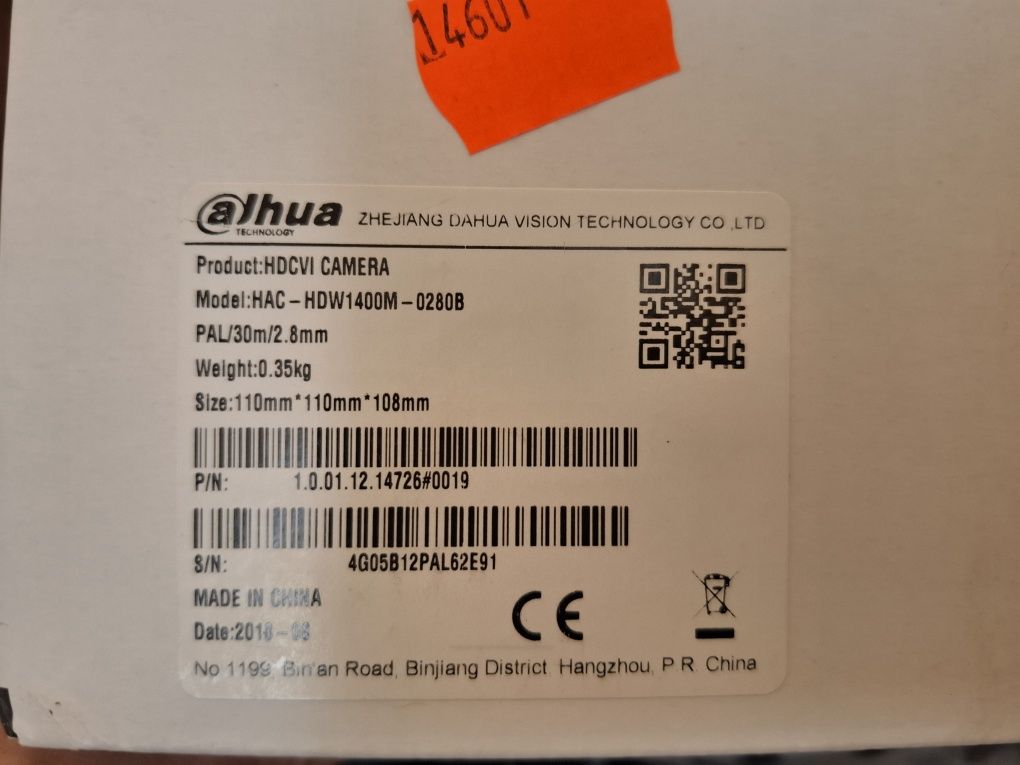 14601
alhua
TECHNOLOGY
ZHEJIANG DAHUA VISION TECHNOLOGY CO.,LTD
Product:HDCVI CAMERA
Model:HAC-HDW1400M-0280B
PAL/30m/2.8mm
Weight:0.35kg
Size:110mm*110mm*108mm
P/N: 1.0.01.12.14726#0019
S/N: 4G05B12PAL62E91
MADE IN CHINA
CE
Date:
No 1199, Bin'an Road, Binjiang District. Hangzhou, P.R. China